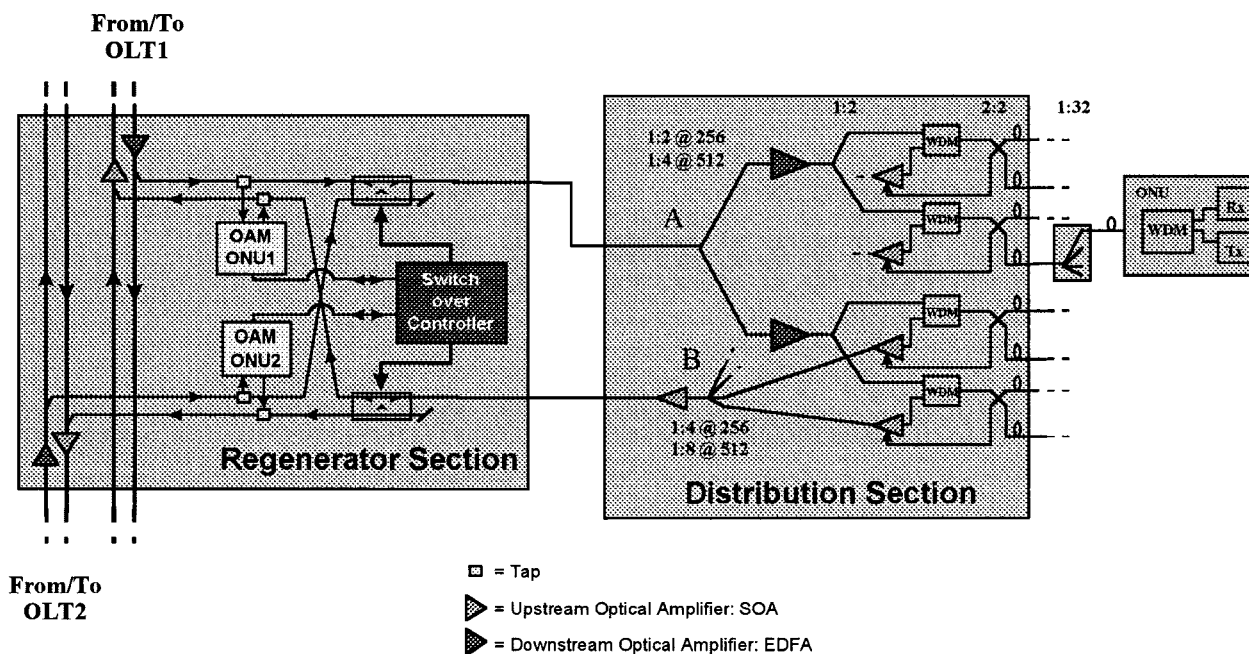 From/To
OLT1
1:2
2:2
1:32
1:2 @ 256
1:4 @ 512
WDM
A
OAM
ONU1
WDM
ONU
WDM
Rx
Tx
Switch
over
Controller
OAM
ONU2
WDM
B
WDM
1:4 @ 256
1:8 @ 512
Regenerator Section
Distribution Section
From/To
OLT2
= Tap
= Upstream Optical Amplifier: SOA
= Downstream Optical Amplifier: EDFA